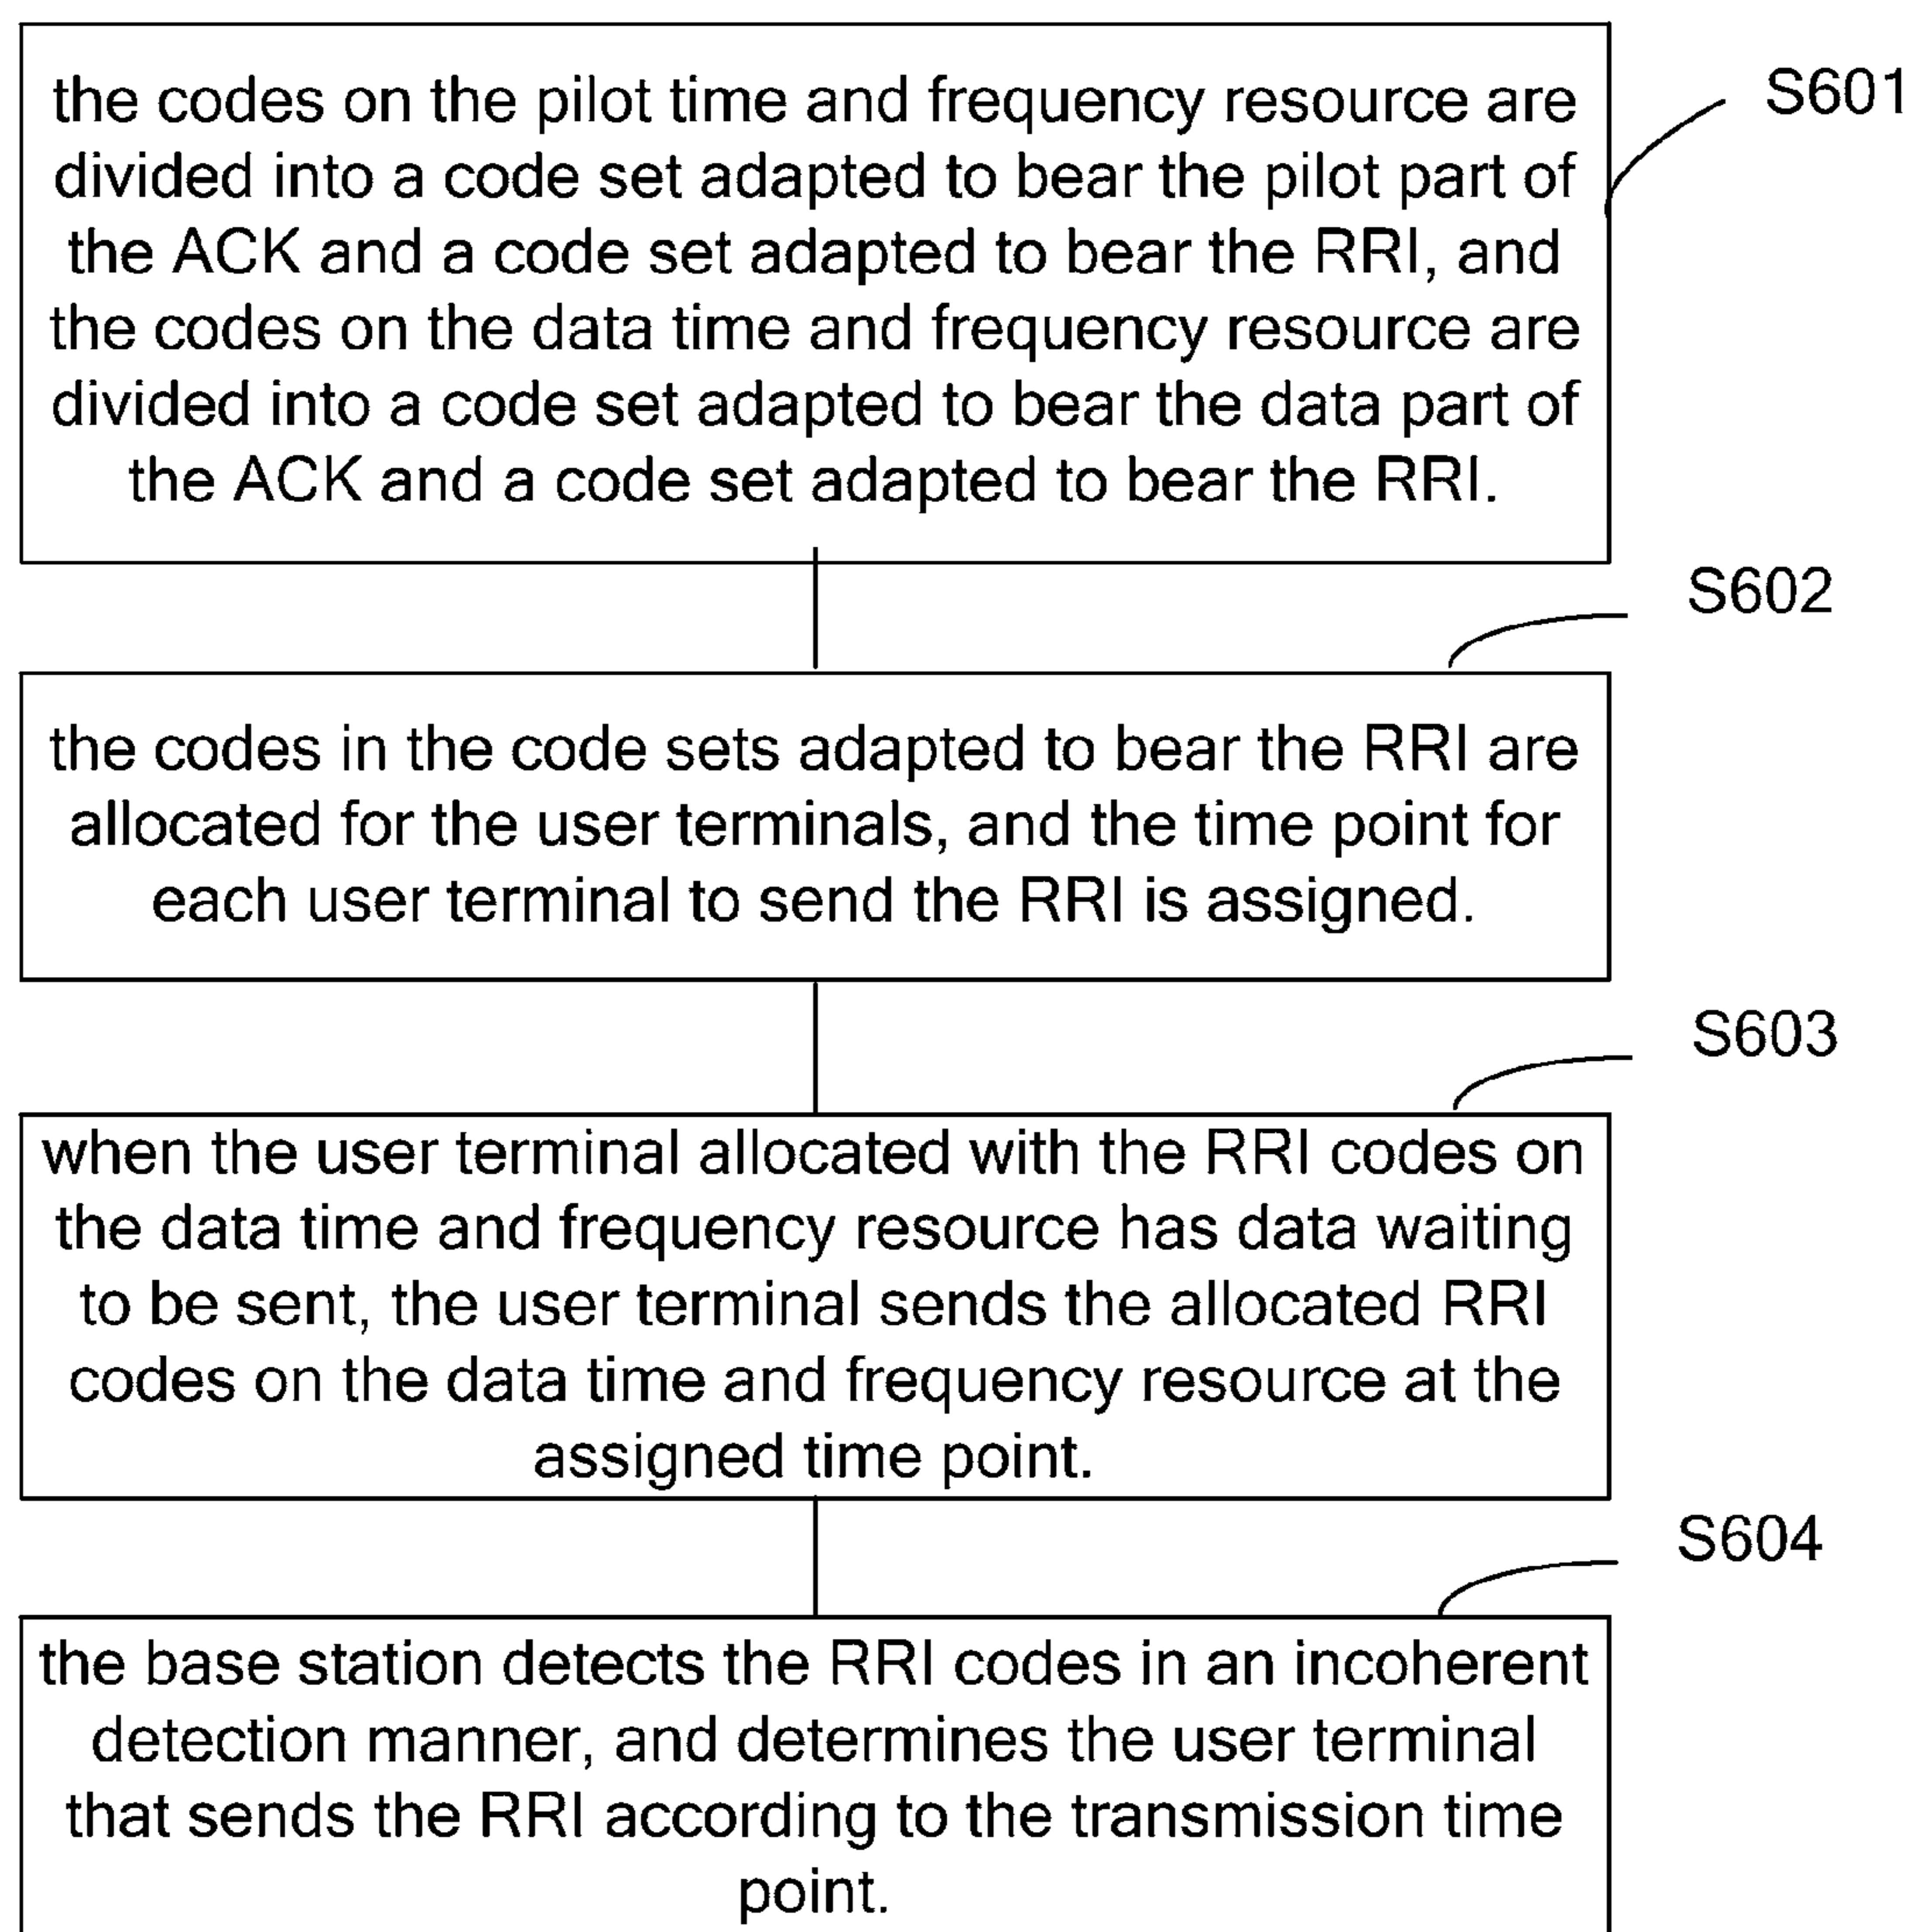 the codes on the pilot time and frequency resource are
divided into a code set adapted to bear the pilot part of
the ACK and a code set adapted to bear the RRI, and
the codes on the data time and frequency resource are
divided into a code set adapted to bear the data part of
the ACK and a code set adapted to bear the RRI.
S601
S602
the codes in the code sets adapted to bear the RRI are
allocated for the user terminals, and the time point for
each user terminal to send the RRI is assigned.
S603
when the user terminal allocated with the RRI codes on
the data time and frequency resource has data waiting
to be sent, the user terminal sends the allocated RRI
codes on the data time and frequency resource at the
assigned time point.
S604
the base station detects the RRI codes in an incoherent
detection manner, and determines the user terminal
that sends the RRI according to the transmission time
point.